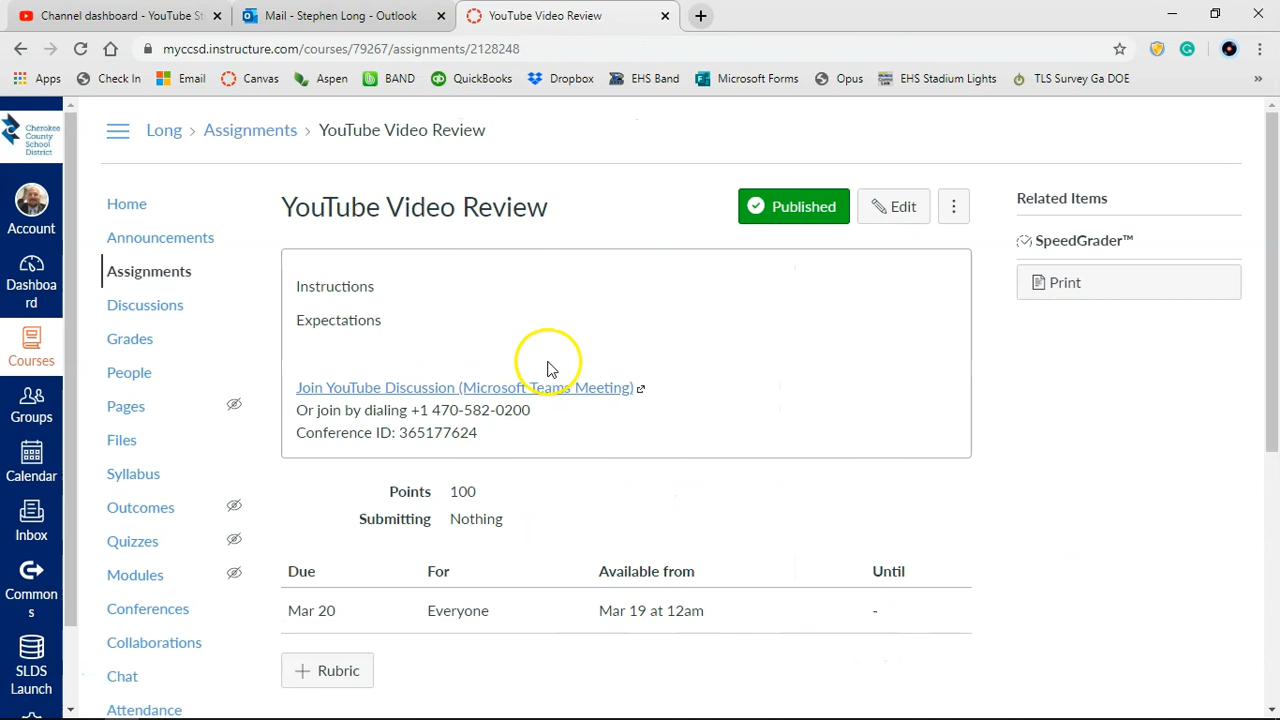 Channel dashboard - YouTube St
Mail - Stephen Long - Outlook
YouTube Video Review
myccsd.instructure.com/courses/79267/assignments/2128248
Apps
Check In
Email
Canvas
Aspen
BAND
QuickBooks
Dropbox
EHS Band
Microsoft Forms
Opus
EHS Stadium Lights
TLS Survey Ga DOE
»
Cherokee
County
School
District
Account
Dashboa
rd
Courses
Groups
Calendar
Inbox
Common
s
SLDS
Launch
Long > Assignments > YouTube Video Review
Home
Announcements
Assignments
Discussions
Grades
People
Pages
Files
Syllabus
Outcomes
Quizzes
Modules
Conferences
Collaborations
Chat
Attendance
YouTube Video Review
Published
Edit
Instructions
Expectations
Join YouTube Discussion (Microsoft Teams Meeting)
Or join by dialing +1 470-582-0200
Conference ID: 365177624
Points 100
Submitting Nothing
Due For Available from Until
Mar 20 Everyone Mar 19 at 12am -
+ Rubric
Related Items
SpeedGrader™
Print